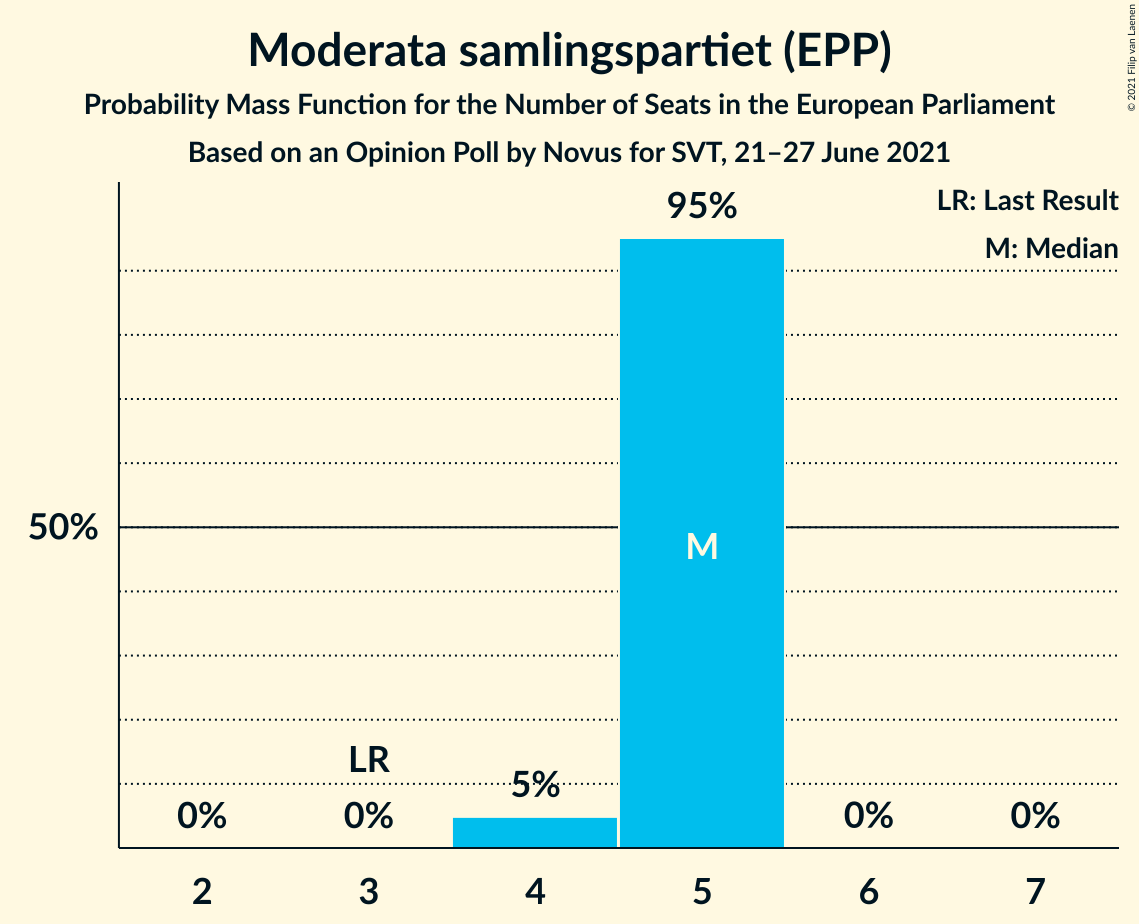 Moderata samlingspartiet (EPP)
Probability Mass Function for the Number of Seats in the European Parliament
Based on an Opinion Poll by Novus for SVT, 21–27 June 2021
© 2021 Filip van Laenen
LR: Last Result
M: Median
95%
50%
M
LR
5%
0%
0%
0%
0%
2
3
4
5
6
7